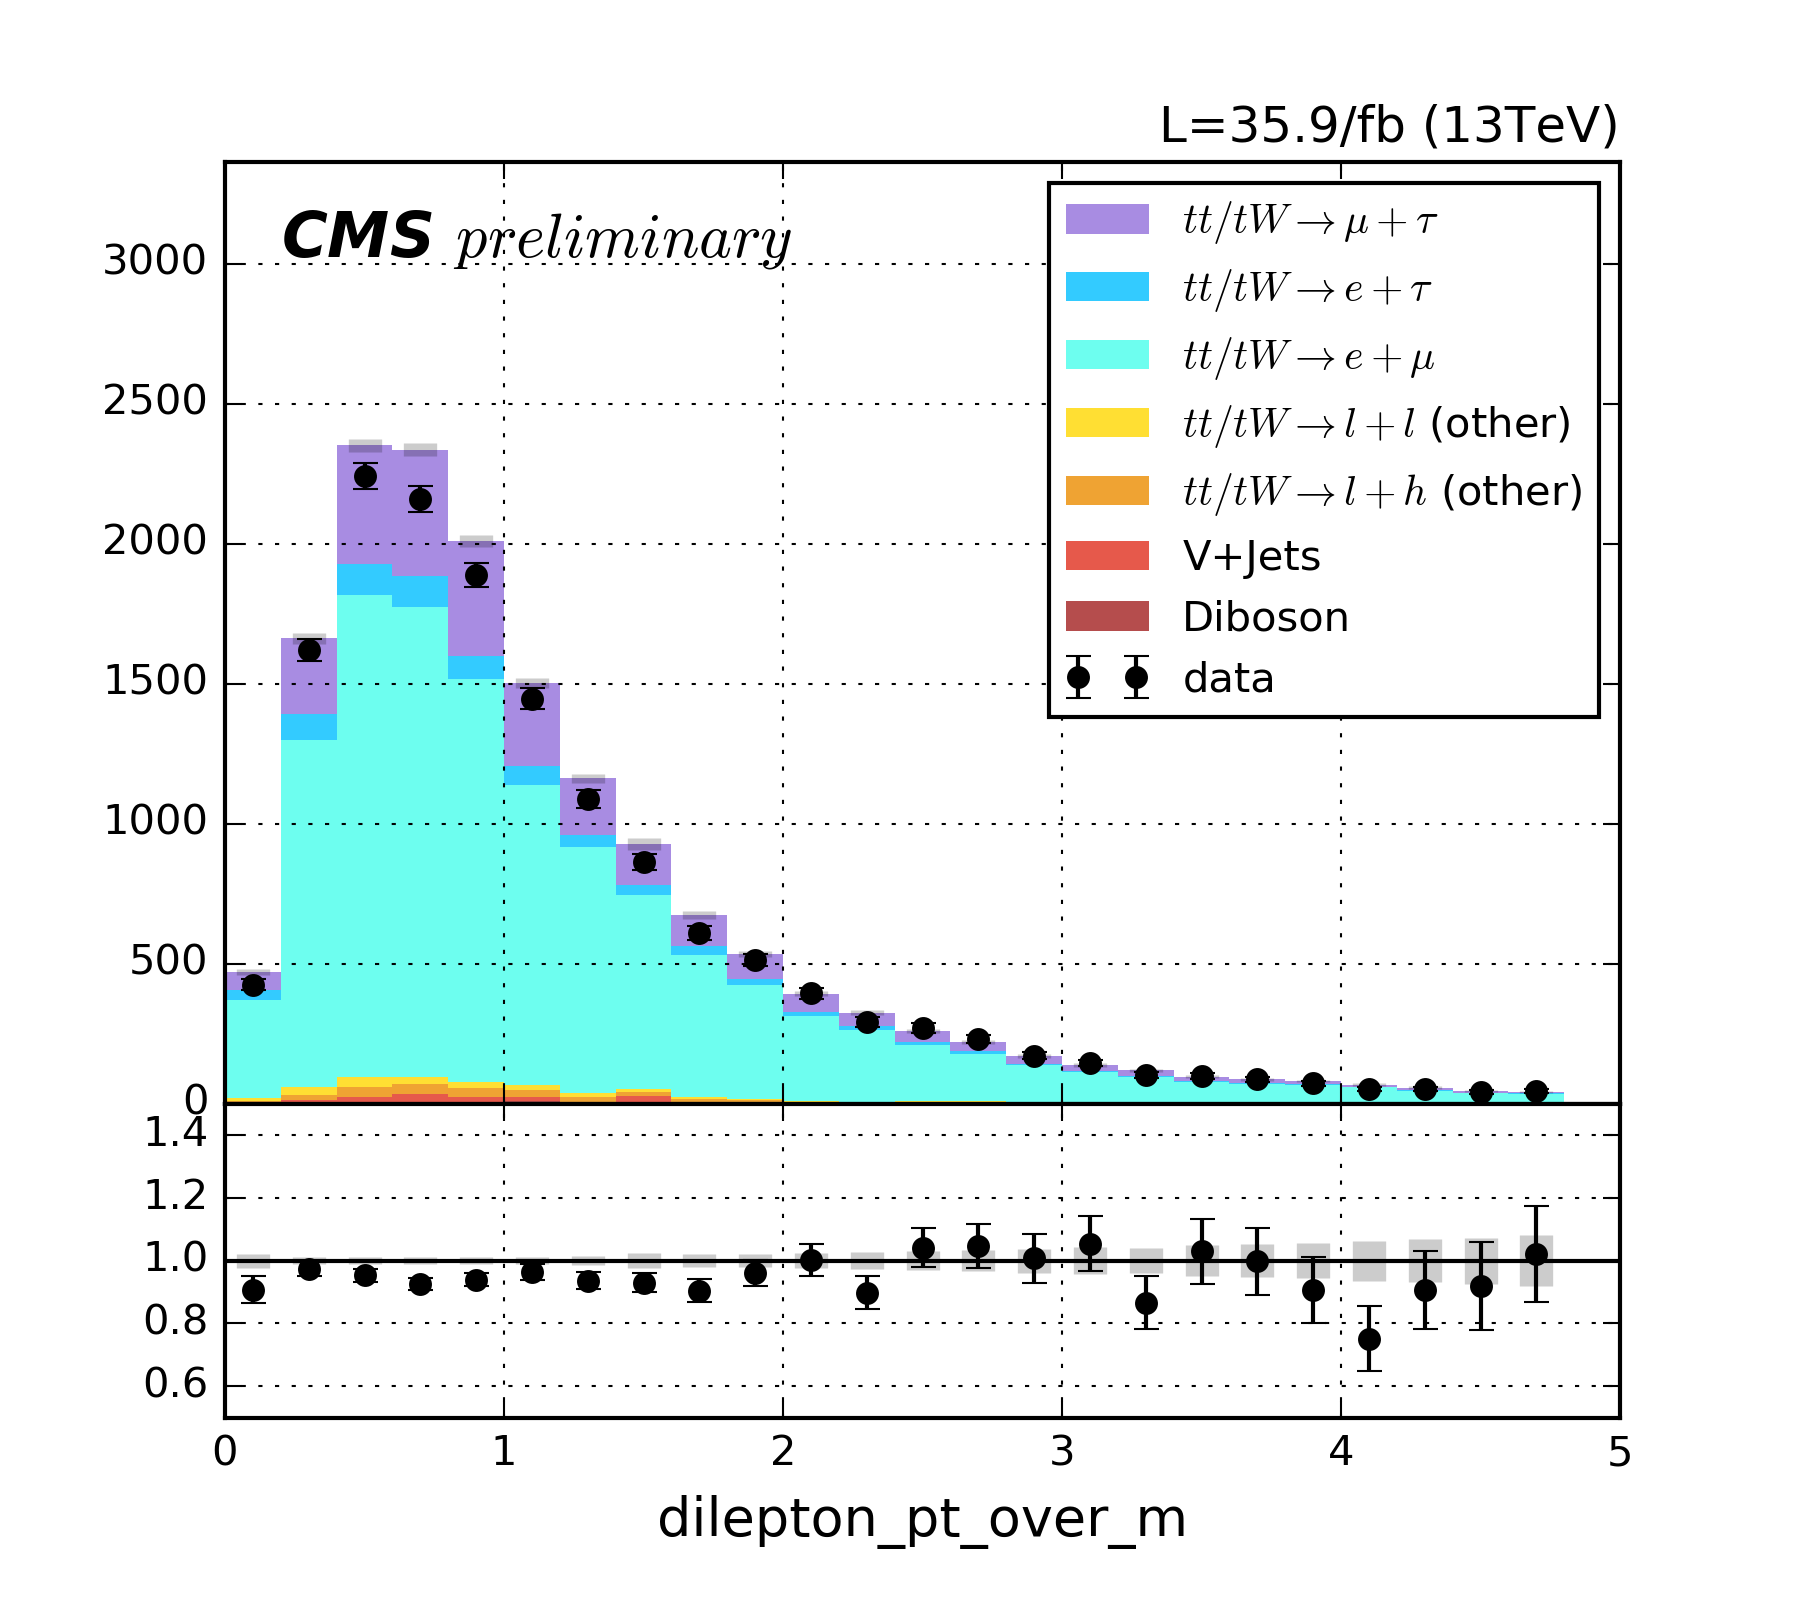 L=35.9/fb (13TeV)
CMS preliminary
3000
2500
2000
1500
1000
500
0
tt/tW→μ+τ
tt/tW→e+τ
tt/tW→e+μ
tt/tW→l+l (other)
tt/tW→l+h (other)
V+Jets
Diboson
data
1.4
1.2
1.0
0.8
0.6
0 1 2 3 4 5
dilepton_pt_over_m